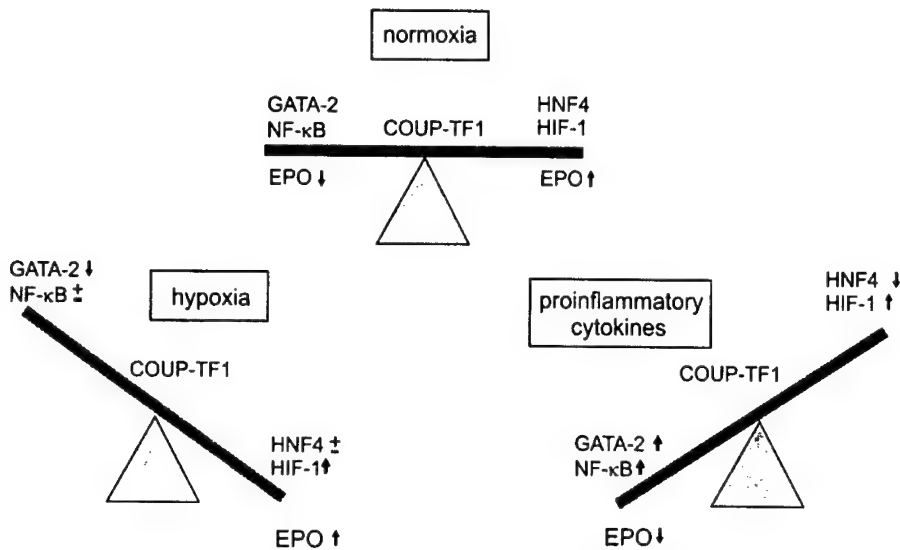 normoxia
GATA-2
NF-κB
COUP-TF1
HNF4
HIF-1
EPO ↓
EPO ↑
GATA-2 ↓
NF-κB ±
hypoxia
COUP-TF1
HNF4 ±
HIF-1 ↑
EPO ↑
proinflammatory
cytokines
HNF4 ↓
HIF-1 ↑
COUP-TF1
GATA-2 ↑
NF-κB ↑
EPO ↓